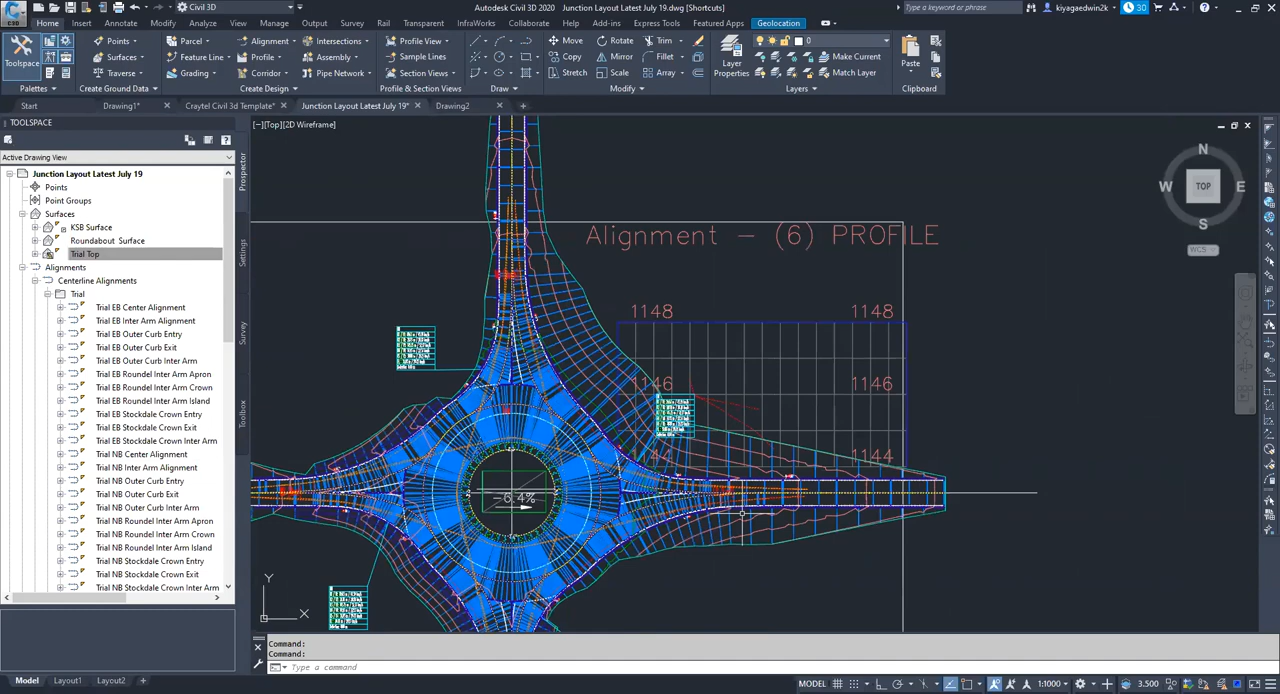 Civil 3D
Autodesk Civil 3D 2020 Junction Layout Latest July 19.dwg [Shortcuts]
Type a keyword or phrase
kiyagaedwin2k
30
Home Insert Annotate Modify Analyze View Manage Output Survey Rail Transparent InfraWorks Collaborate Help Add-ins Express Tools Featured Apps Geolocation
C3D
Toolspace
Palettes
Points
Surfaces
Traverse
Create Ground Data
Parcel
Feature Line
Grading
Alignment
Profile
Corridor
Intersections
Assembly
Pipe Network
Create Design
Profile View
Sample Lines
Section Views
Profile & Section Views
Draw
Move
Copy
Stretch
Rotate
Mirror
Scale
Trim
Fillet
Array
Modify
Layer Properties
0
Make Current
Match Layer
Layers
Paste
Clipboard
Start Drawing1* Craytel Civil 3d Template* Junction Layout Latest July 19* Drawing2
TOOLSPACE
Active Drawing View
Junction Layout Latest July 19
Points
Point Groups
Surfaces
KSB Surface
Roundabout Surface
Trial Top
Alignments
Centerline Alignments
Trial
Trial EB Center Alignment
Trial EB Inter Arm Alignment
Trial EB Outer Curb Entry
Trial EB Outer Curb Exit
Trial EB Outer Curb Inter Arm
Trial EB Roundel Inter Arm Apron
Trial EB Roundel Inter Arm Crown
Trial EB Roundel Inter Arm Island
Trial EB Stockdale Crown Entry
Trial EB Stockdale Crown Exit
Trial EB Stockdale Crown Inter Arm
Trial NB Center Alignment
Trial NB Inter Arm Alignment
Trial NB Outer Curb Entry
Trial NB Outer Curb Exit
Trial NB Outer Curb Inter Arm
Trial NB Roundel Inter Arm Apron
Trial NB Roundel Inter Arm Crown
Trial NB Roundel Inter Arm Island
Trial NB Stockdale Crown Entry
Trial NB Stockdale Crown Exit
Trial NB Stockdale Crown Inter Arm
Prospector
Settings
Survey
Toolbox
[−][Top][2D Wireframe]
Alignment − (6) PROFILE
1148 1148
1146 1146
1144
-6.4%
N
W TOP E
S
WCS
Y
X
Command:
Command:
Type a command
Model Layout1 Layout2
MODEL 1:1000 3.500